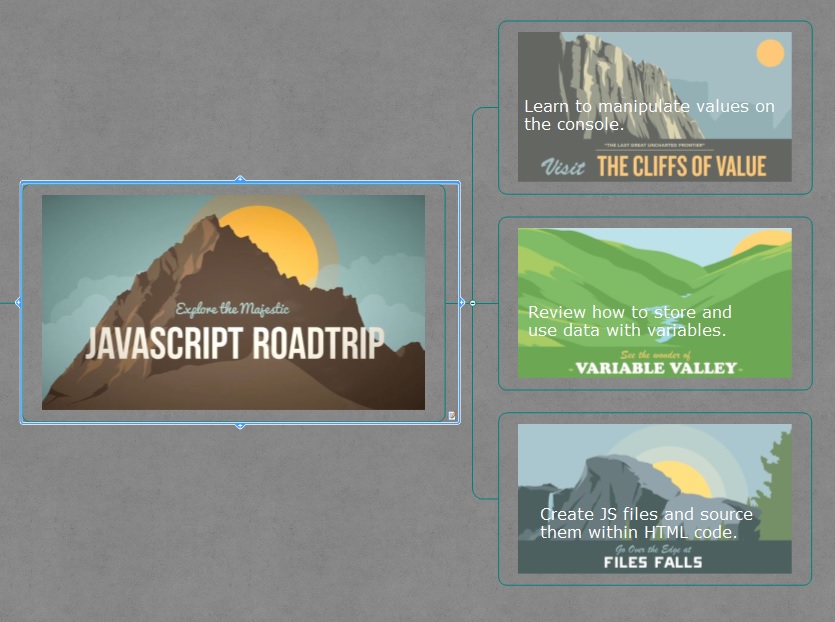 Explore the Majestic
JAVASCRIPT ROADTRIP
Learn to manipulate values on
the console.
"THE LAST GREAT UNCHARTED FRONTIER"
Visit THE CLIFFS OF VALUE
Review how to store and
use data with variables.
See the wonder of
-VARIABLE VALLEY-
Create JS files and source
them within HTML code.
Go Over the Edge at
FILES FALLS